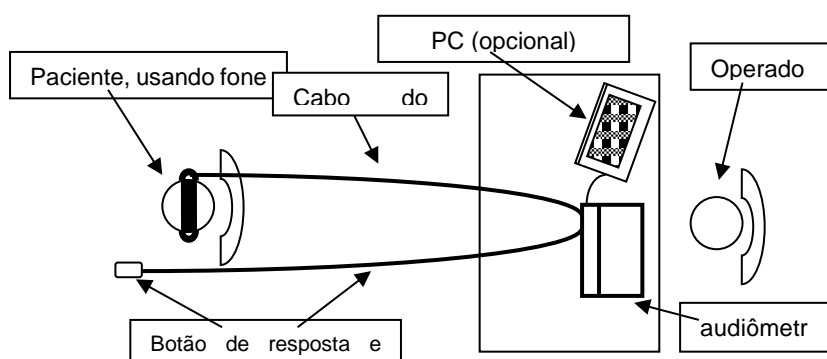 PC (opcional)
Paciente, usando fone
Operado
Cabo do
Botão de resposta e
audiômetr